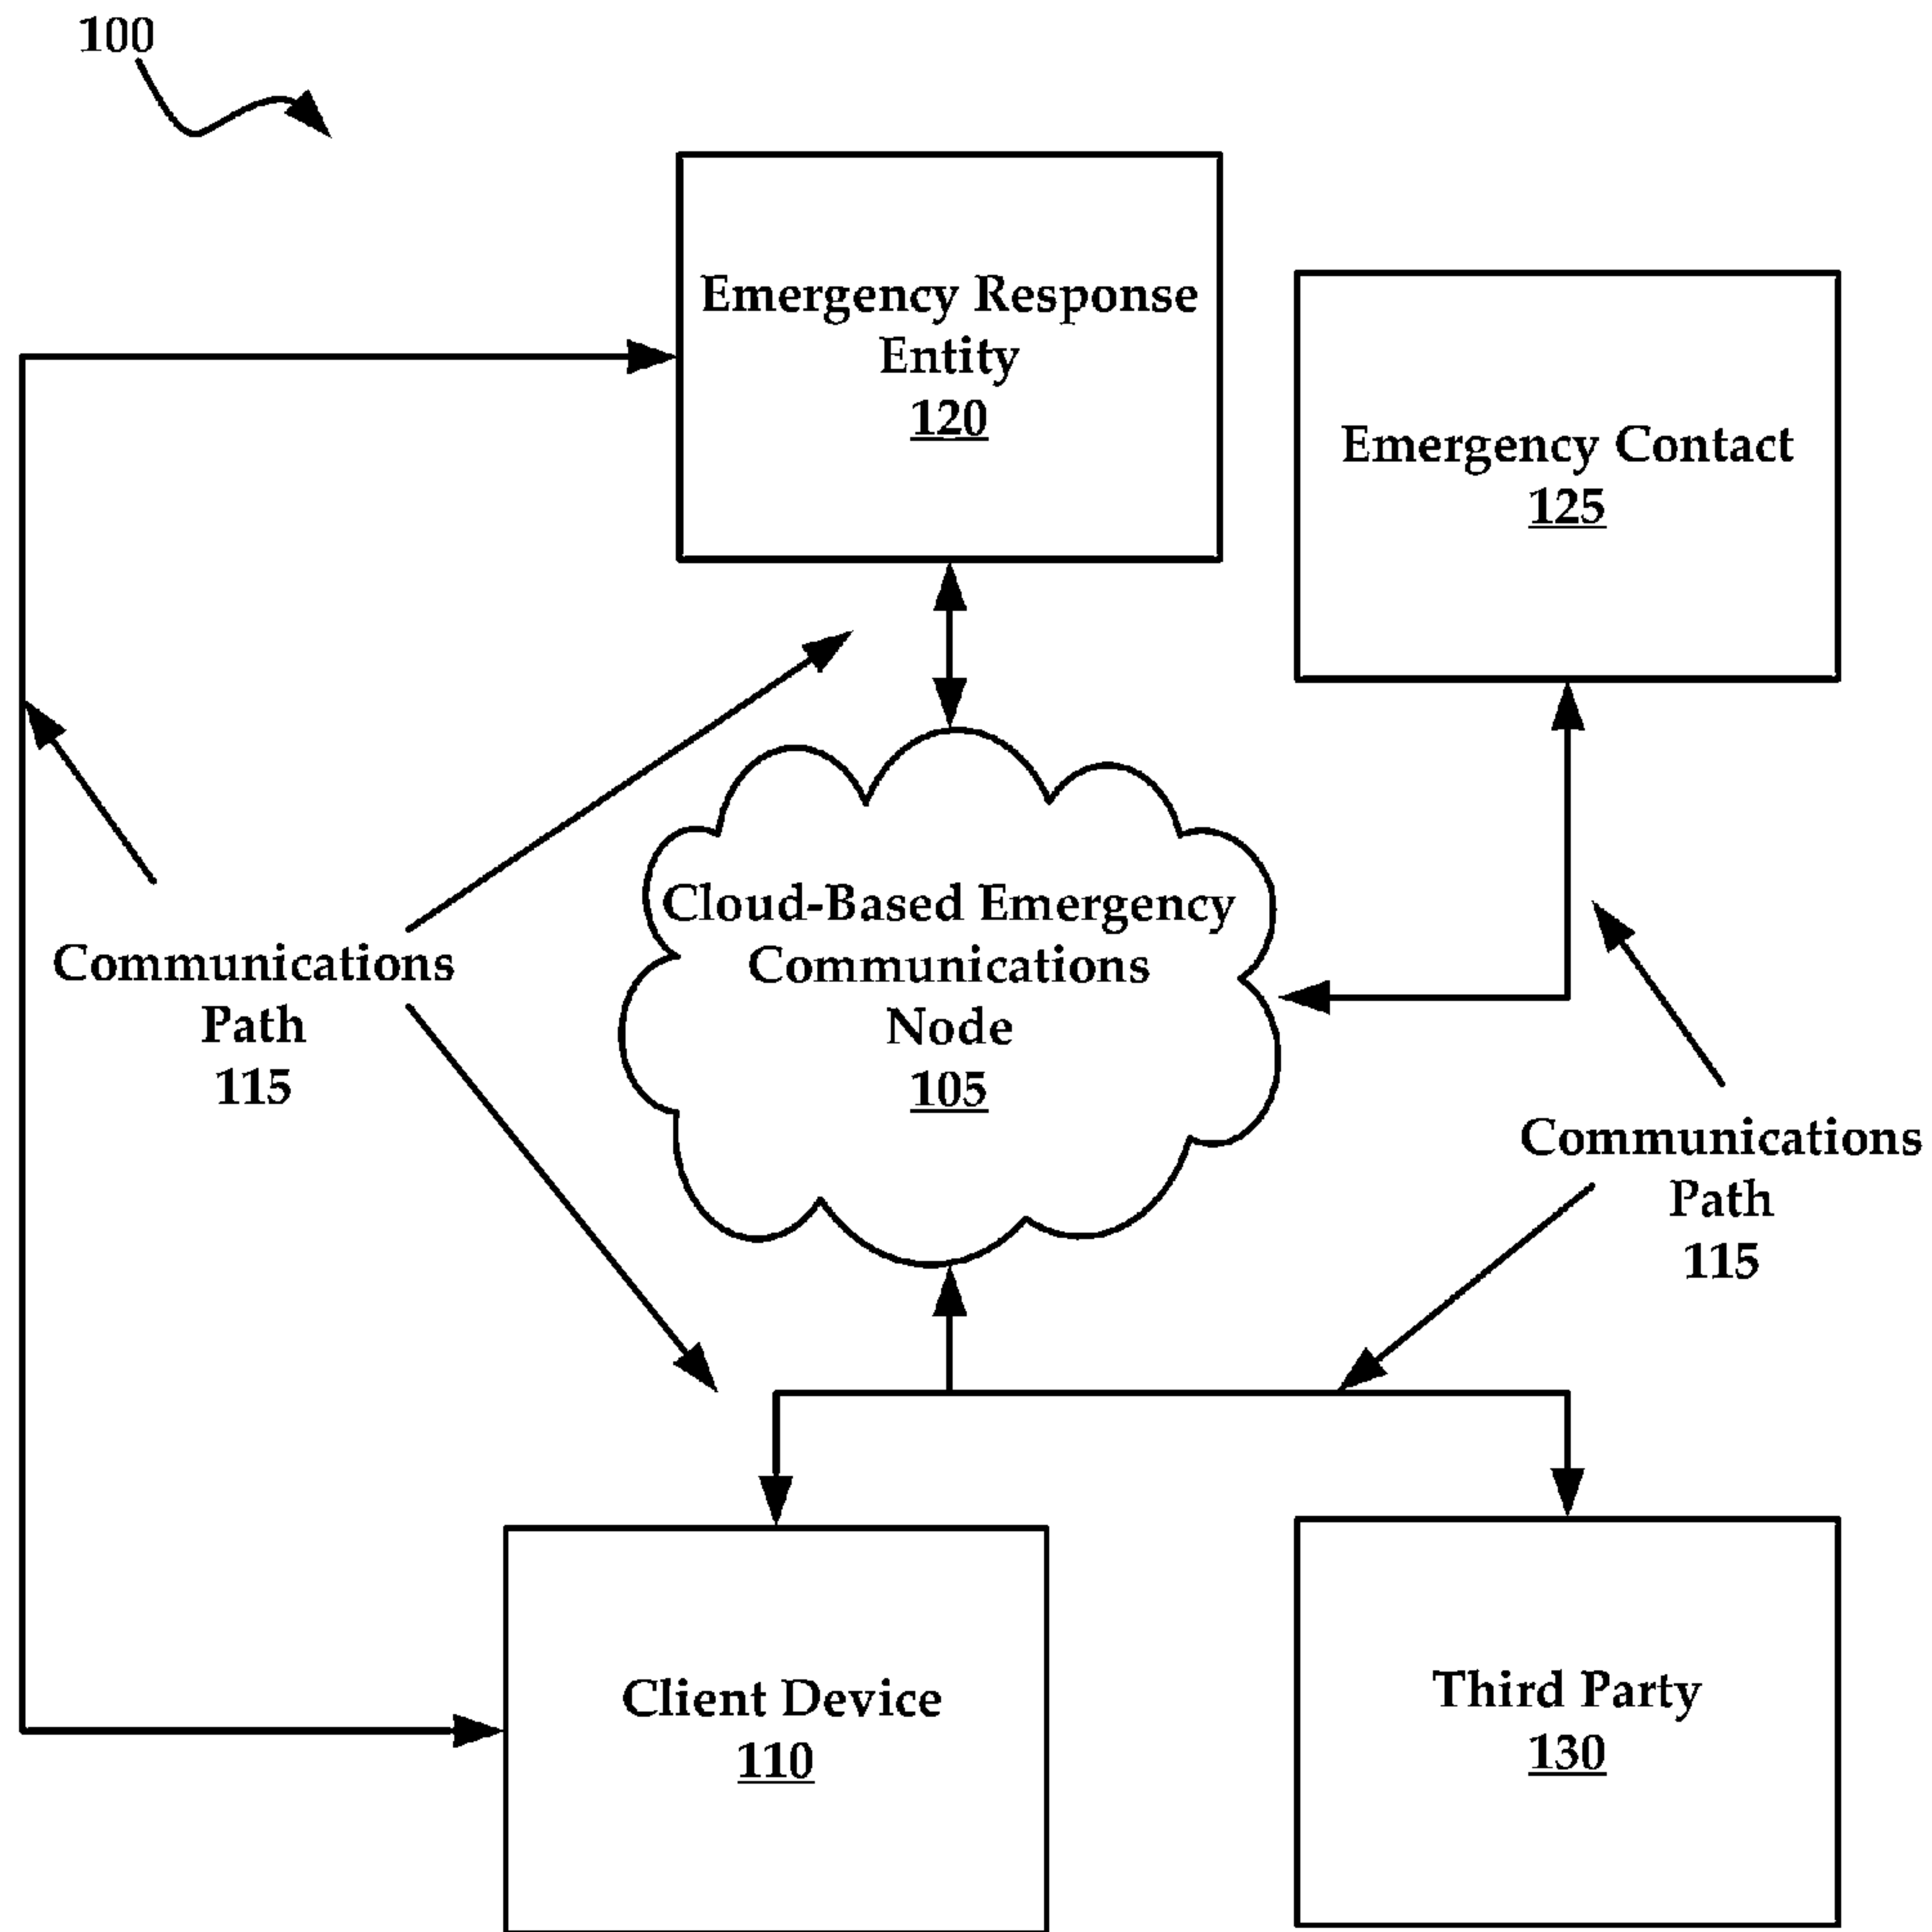 100
Emergency Response
Entity
120
Emergency Contact
125
Cloud-Based Emergency
Communications
Node
105
Communications
Path
115
Communications
Path
115
Client Device
110
Third Party
130